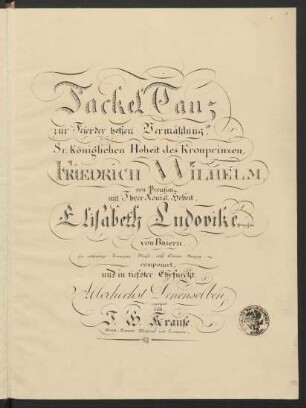 Fackel Tanz
zur Feier der hohen Vermählung
Sr. Königlichen Hoheit des Kronprinzen,
FRIEDRICH WILHELM
von Preußen
mit Ihrer Königl. Hoheit
Elisabeth Ludovike
von Baiern
componirt
und in tiefster Ehrfurcht
Allerhöchst Denenselben
von
J. H. Krause